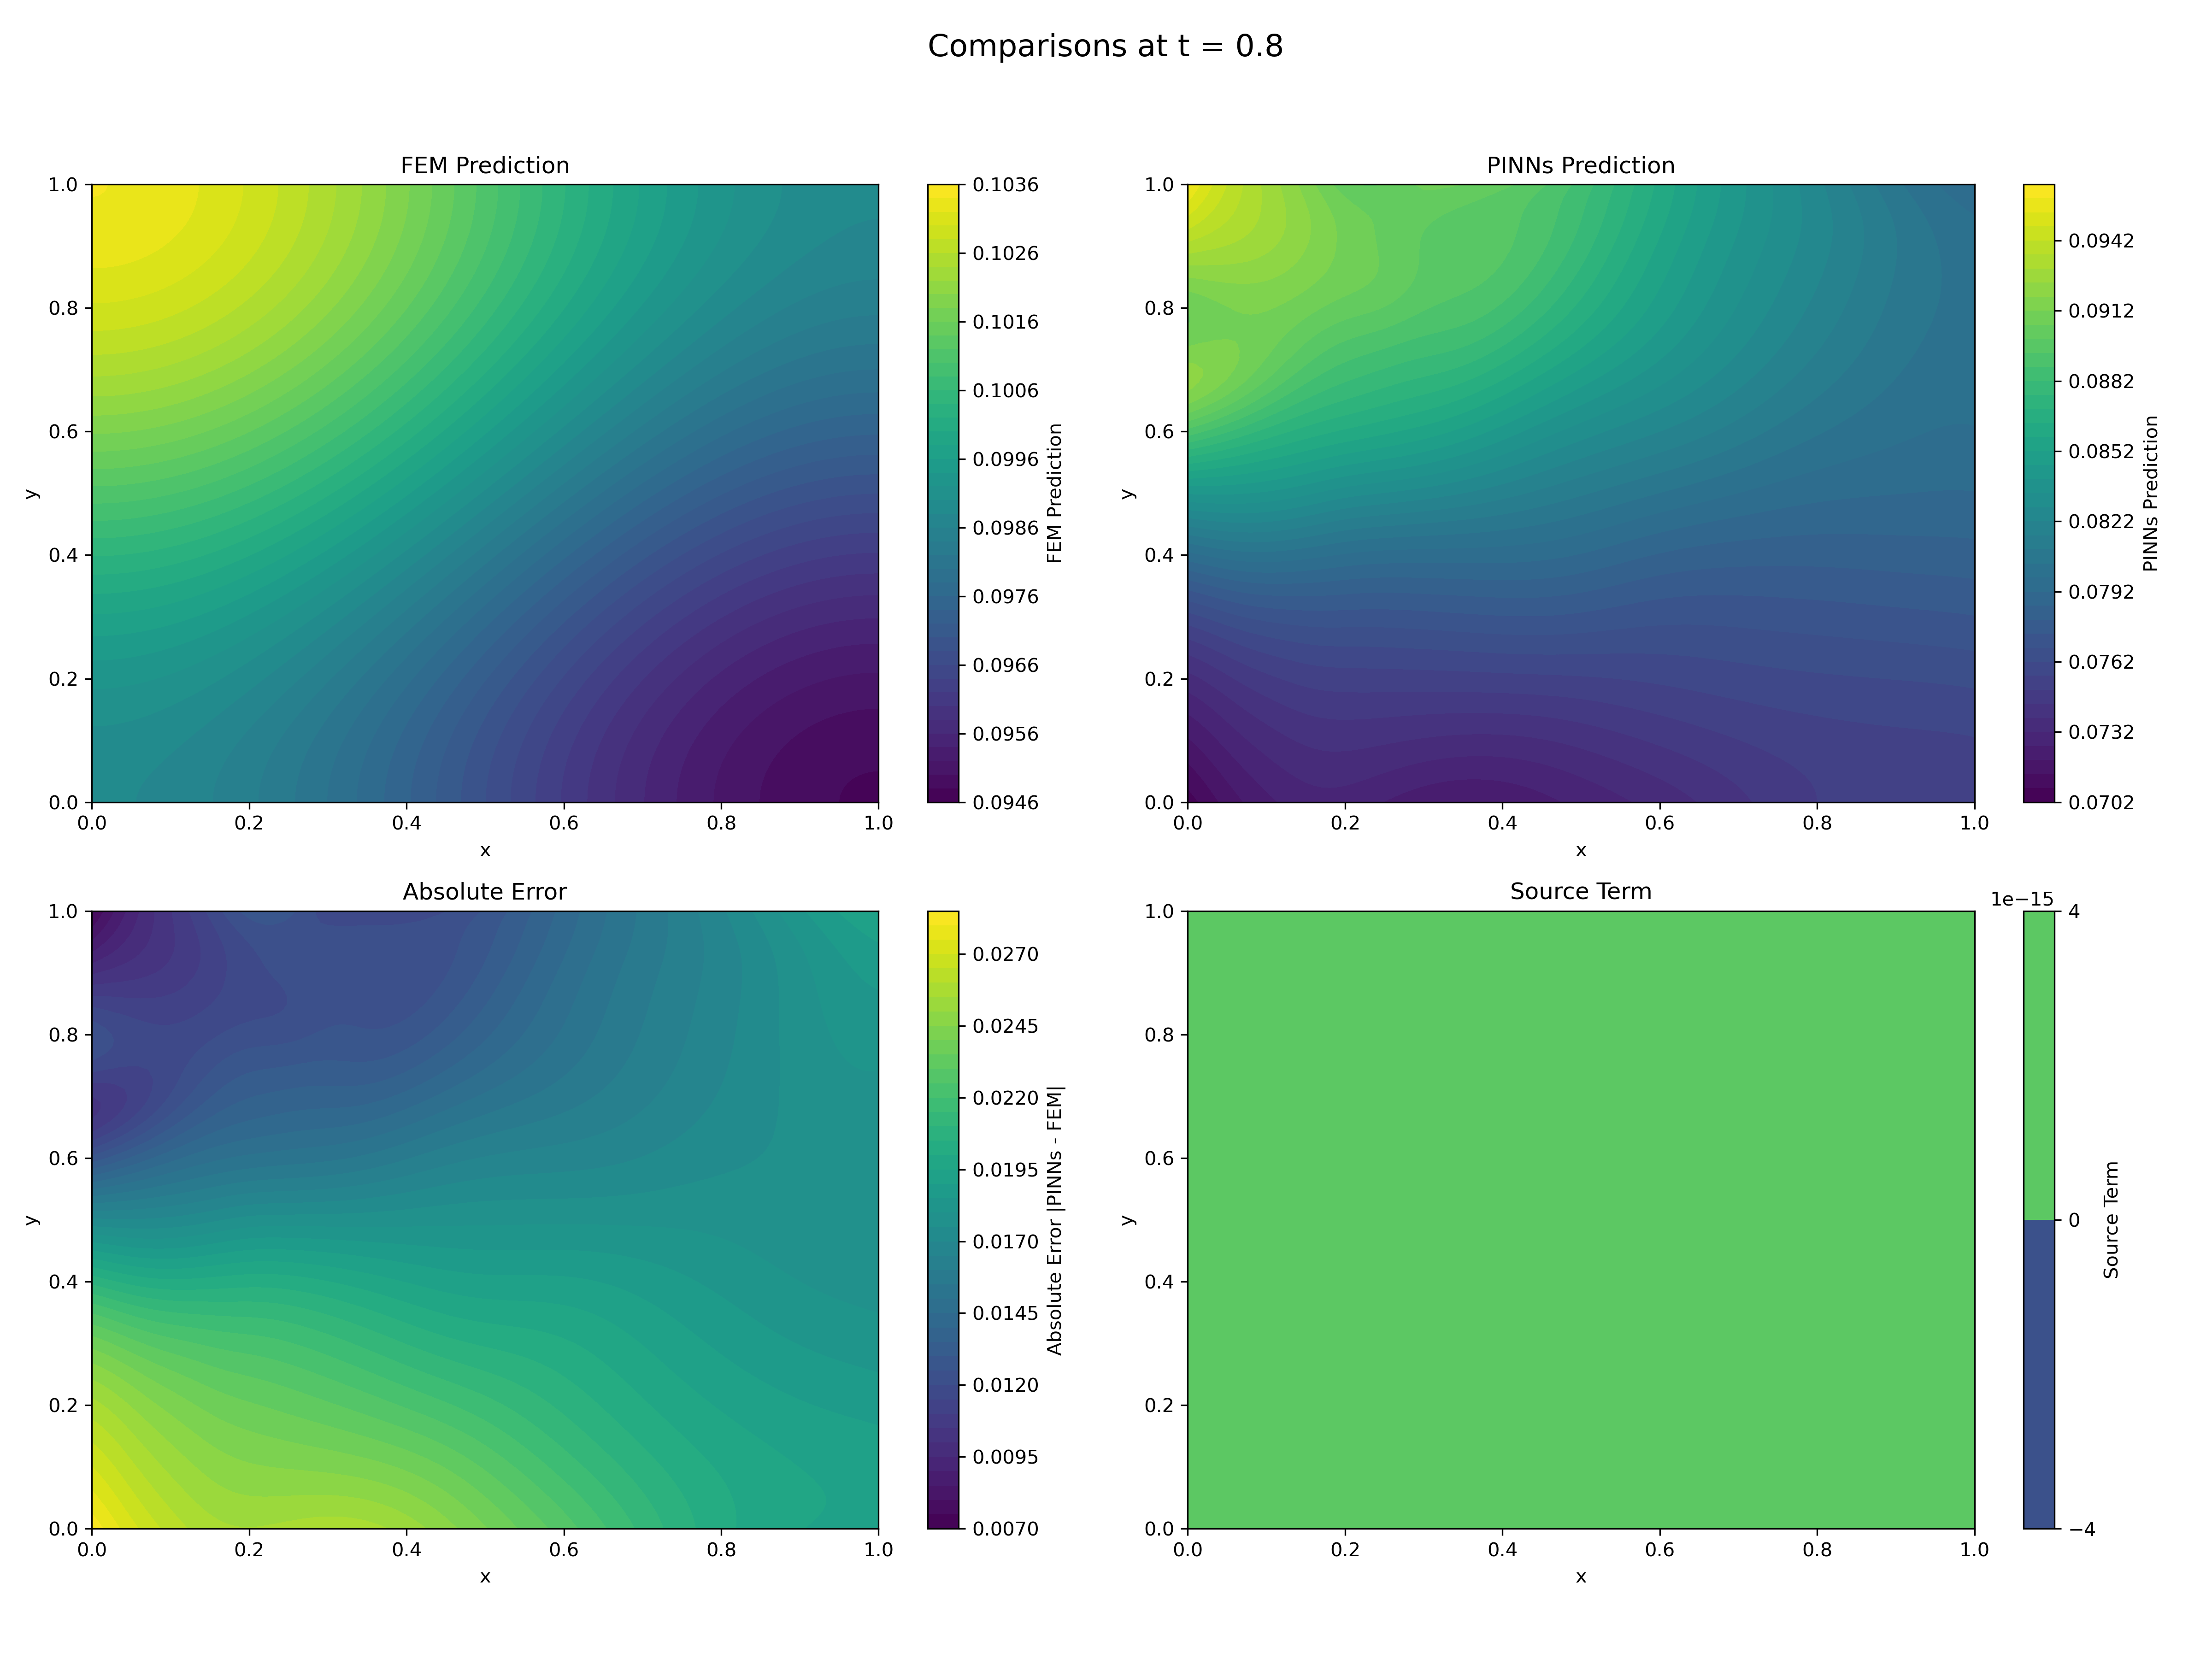 Comparisons at t = 0.8
FEM Prediction
1.0
0.8
0.6
0.4
0.2
0.0
y
0.0 0.2 0.4 0.6 0.8 1.0
x
0.1036
0.1026
0.1016
0.1006
0.0996
0.0986
0.0976
0.0966
0.0956
0.0946
FEM Prediction
PINNs Prediction
1.0
0.8
0.6
0.4
0.2
0.0
y
0.0 0.2 0.4 0.6 0.8 1.0
x
0.0942
0.0912
0.0882
0.0852
0.0822
0.0792
0.0762
0.0732
0.0702
PINNs Prediction
Absolute Error
1.0
0.8
0.6
0.4
0.2
0.0
y
0.0 0.2 0.4 0.6 0.8 1.0
x
0.0270
0.0245
0.0220
0.0195
0.0170
0.0145
0.0120
0.0095
0.0070
Absolute Error |PINNs - FEM|
Source Term
1.0
0.8
0.6
0.4
0.2
0.0
y
0.0 0.2 0.4 0.6 0.8 1.0
x
1e−15
4
0
−4
Source Term